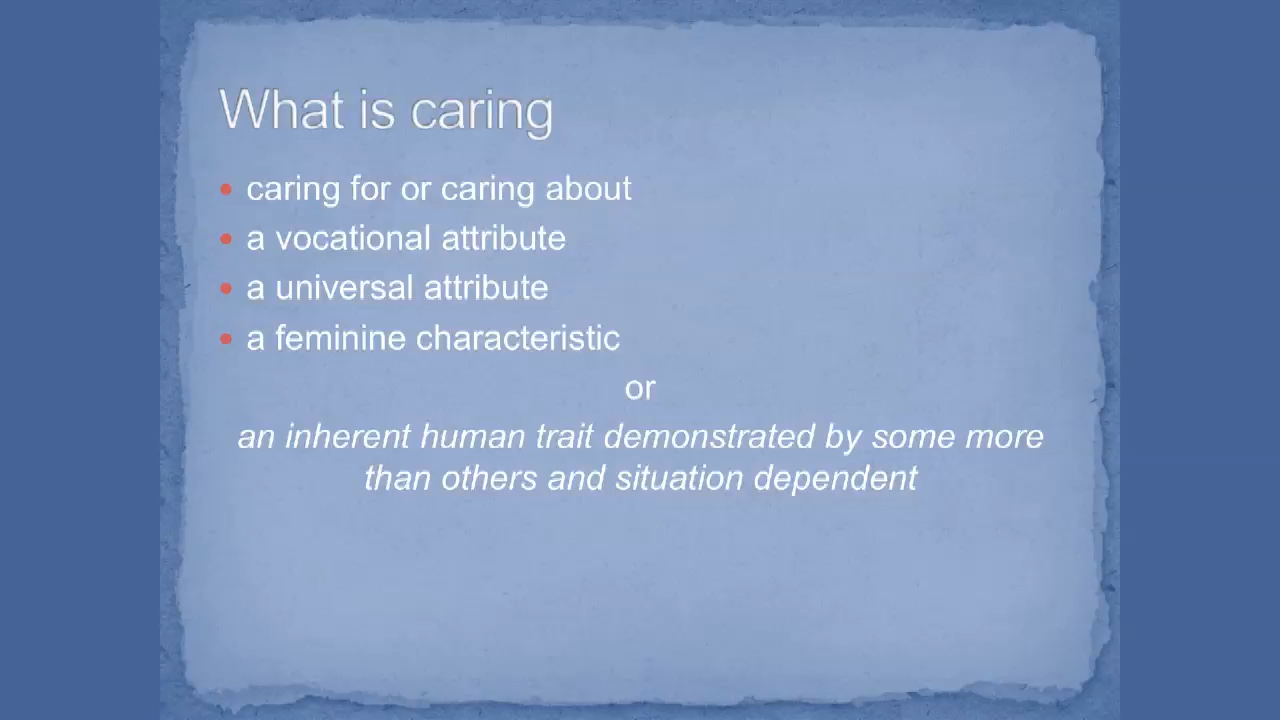 What is caring
• caring for or caring about
• a vocational attribute
• a universal attribute
• a feminine characteristic
or
an inherent human trait demonstrated by some more
than others and situation dependent